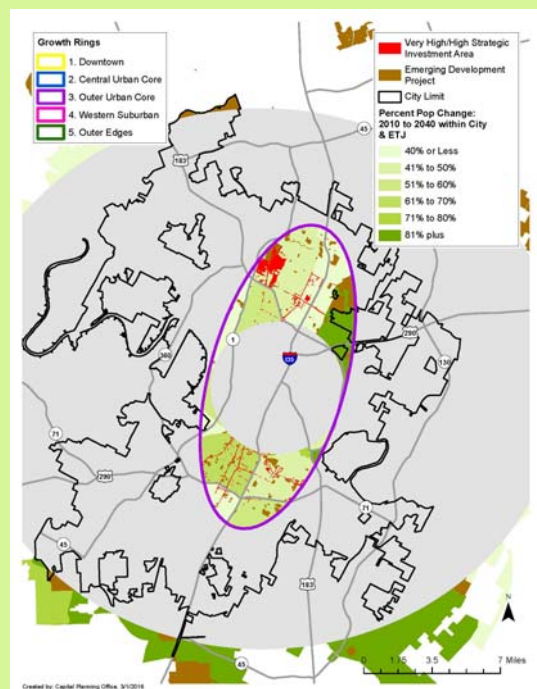 Growth Rings
1. Downtown
2. Central Urban Core
3. Outer Urban Core
4. Western Suburban
5. Outer Edges
Very High/High Strategic
Investment Area
Emerging Development
Project
City Limit
Percent Pop Change:
2010 to 2040 within City
& ETJ
40% or Less
41% to 50%
51% to 60%
61% to 70%
71% to 80%
81% plus
45
183
1
290
360
135
130
71
290
71
45
183
45
N
0 1.75 3.5 7 Miles
Created by: Capital Planning Office, 3/1/2016